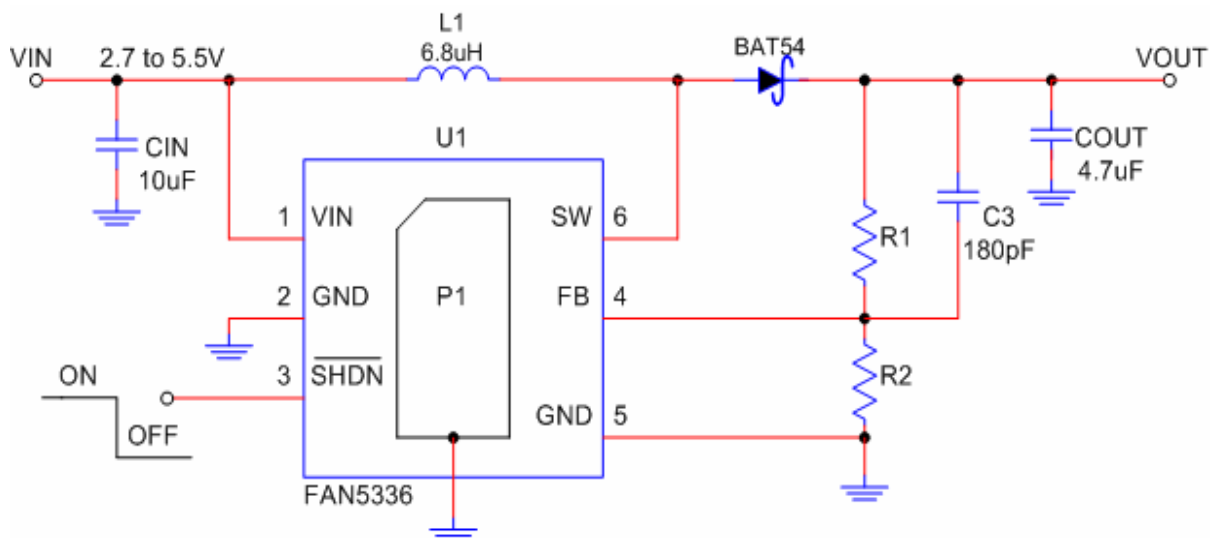 L1
6.8uH
BAT54
VIN
2.7 to 5.5V
VOUT
CIN
10uF
U1
COUT
4.7uF
1
VIN
SW
6
R1
C3
180pF
2
GND
P1
FB
4
ON
3
SHDN
R2
OFF
GND
5
FAN5336